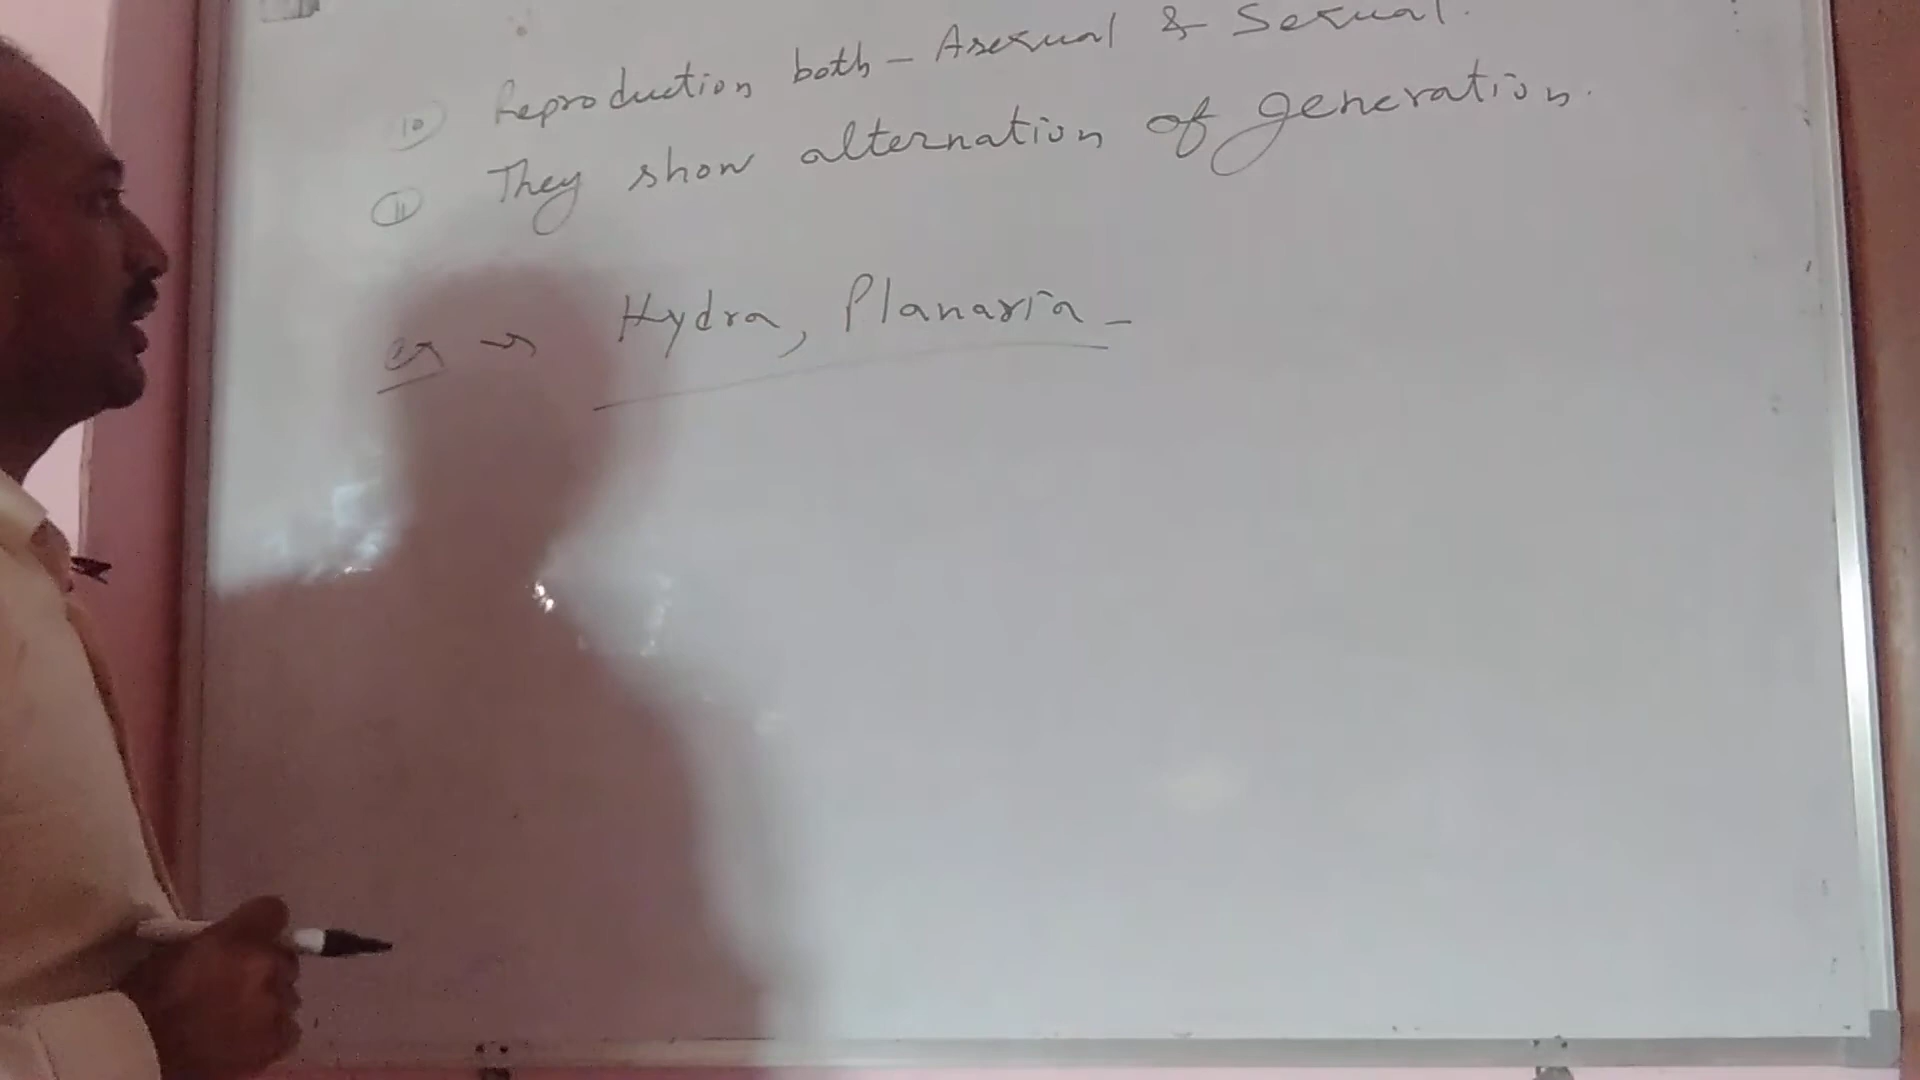 10 Reproduction both - Asexual & Sexual.
11 They show alternation of generation.
ex → Hydra, Planaria -